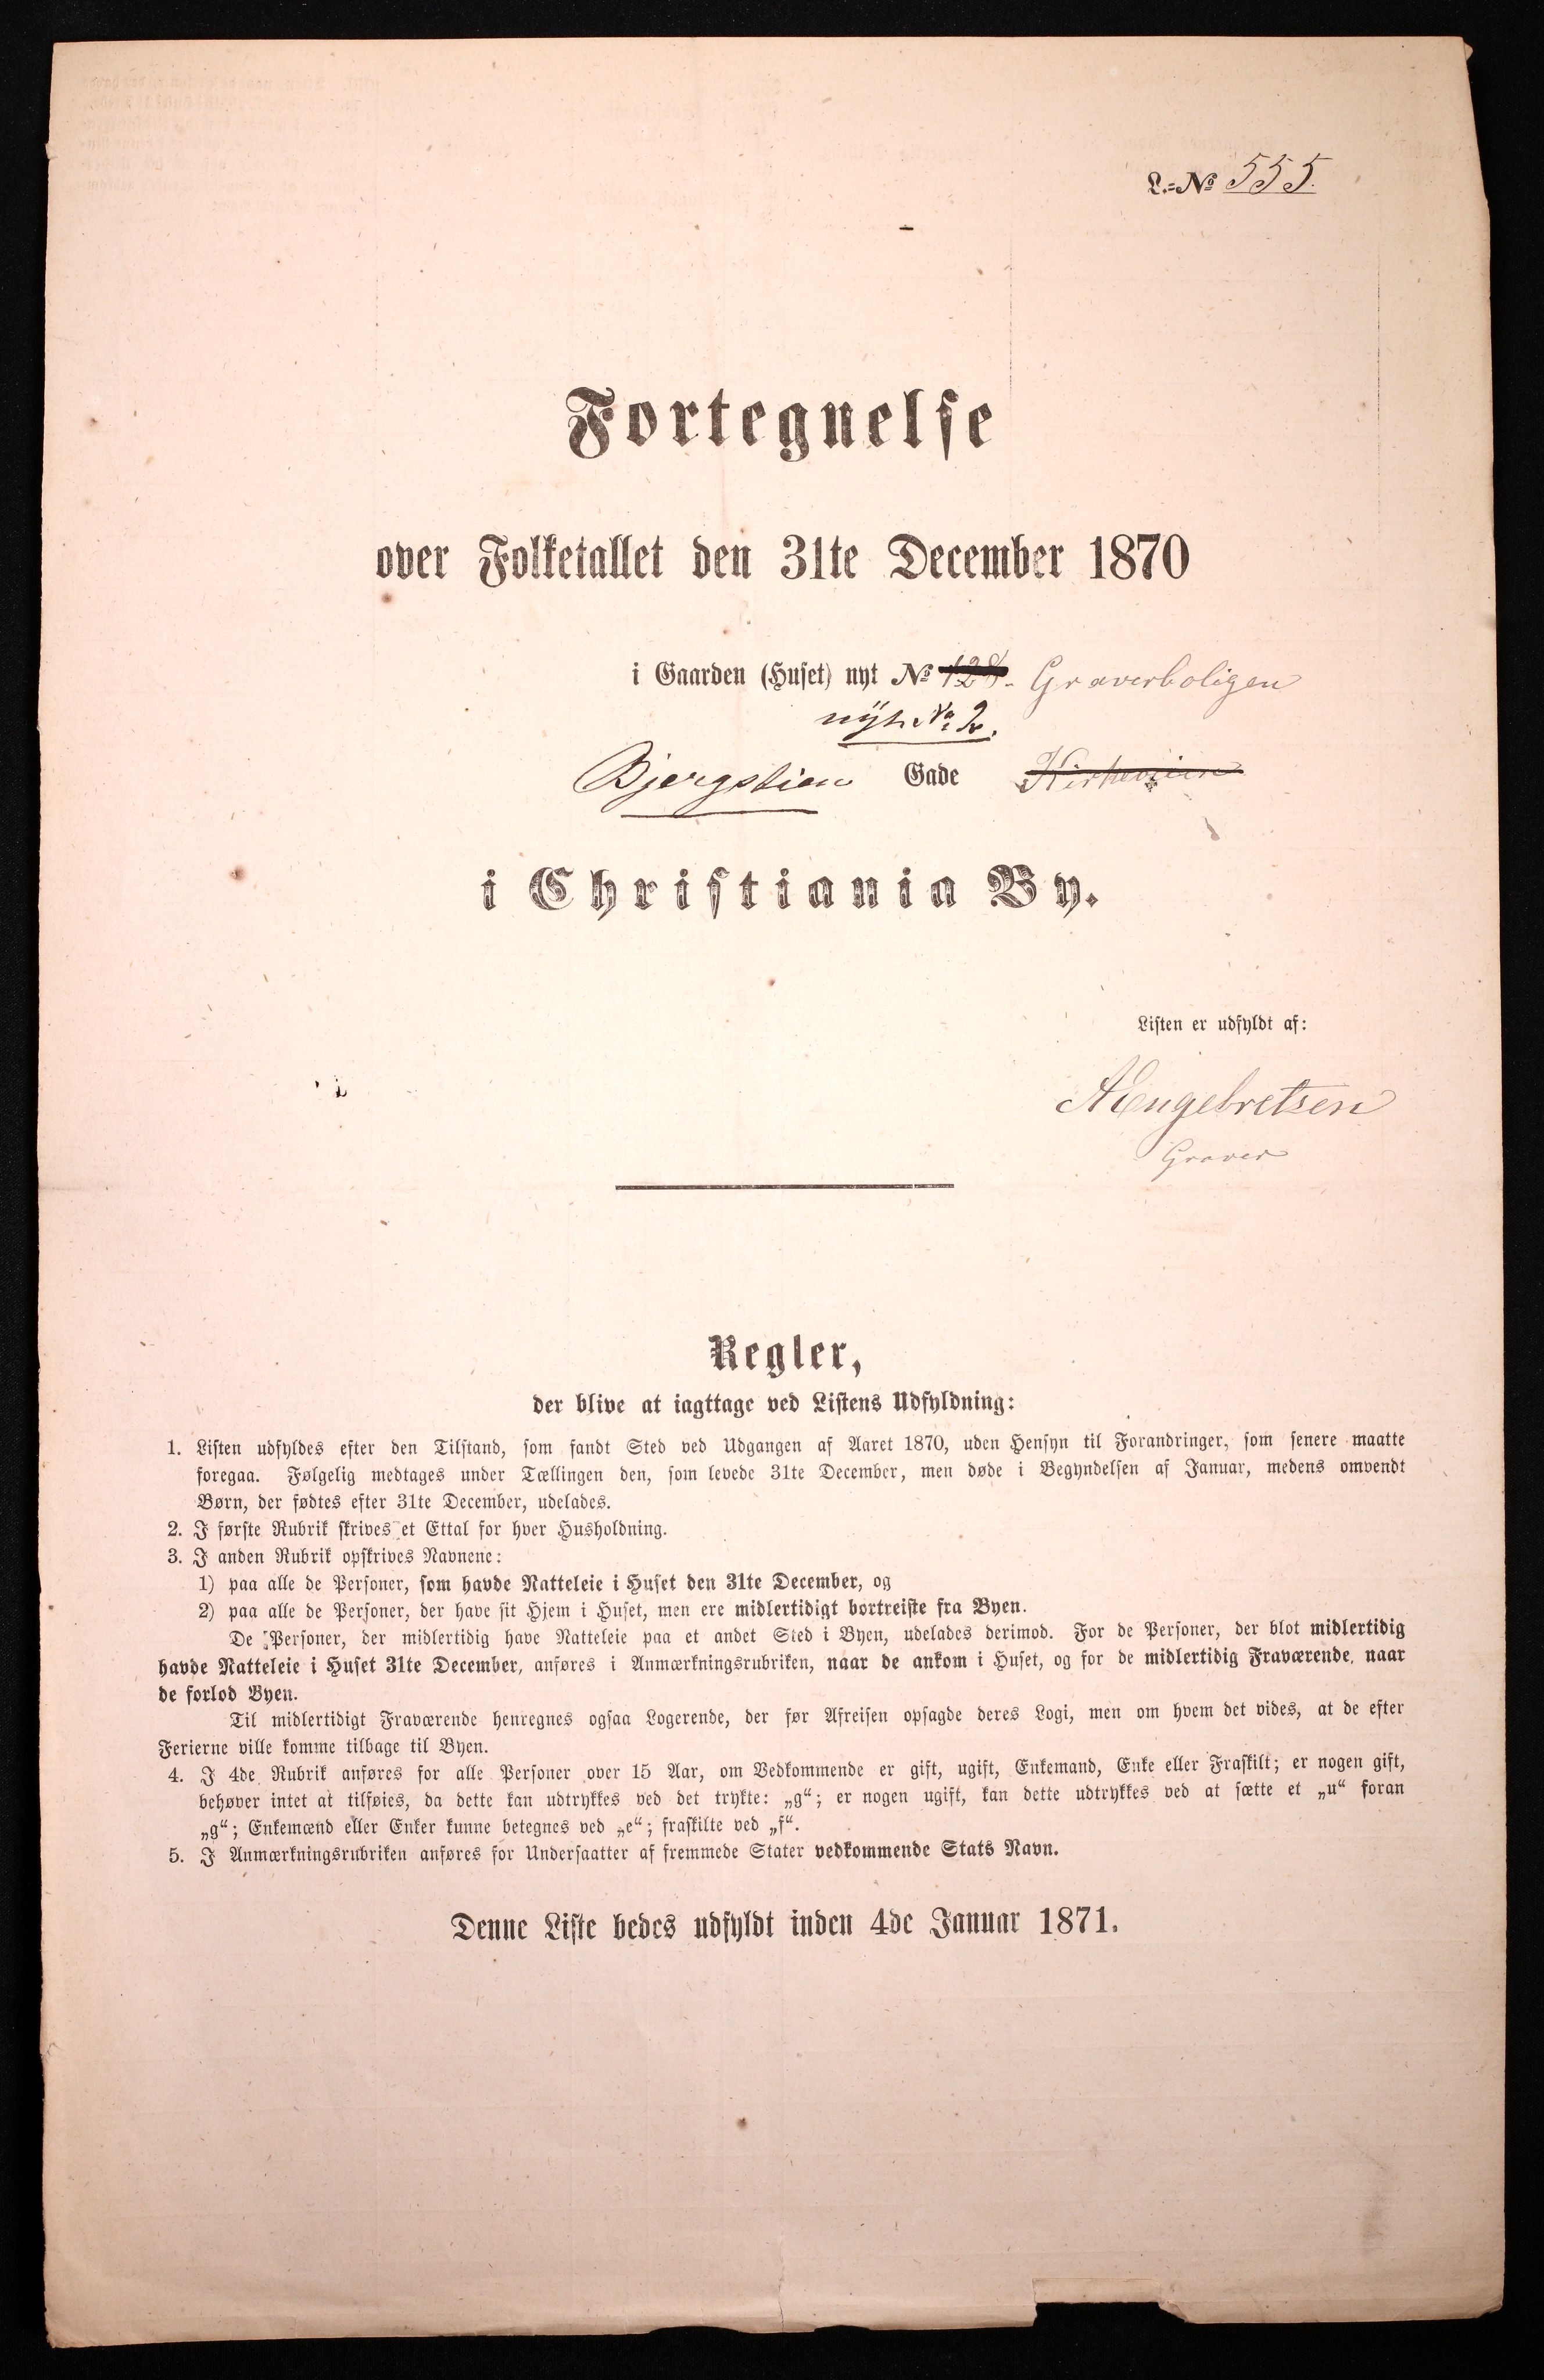 L.-No 555.
Fortegnelse
over Folketallet den 31te December 1870
i Gaarden (Huset) nyt No 128. Graverboligen
nyt No 2.
Bjergstien Gade Kirkeveien
i Christiania By.
Listen er udfyldt af:
AEngebretsen
Graver
Regler,
der blive at iagttage ved Listens Udfyldning:
1. Listen udfyldes efter den Tilstand, som fandt Sted ved Udgangen af Aaret 1870, uden Hensyn til Forandringer, som senere maatte
foregaa. Følgelig medtages under Tællingen den, som levede 31te December, men døde i Begyndelsen af Januar, medens omvendt
Børn, der fødtes efter 31te December, udelades.
2. I første Rubrik skrives et Ettal for hver Husholdning.
3. I anden Rubrik opskrives Navnene:
1) paa alle de Personer, som havde Natteleie i Huset den 31te December, og
2) paa alle de Personer, der have sit Hjem i Huset, men ere midlertidigt bortreiste fra Byen.
De Personer, der midlertidig have Natteleie paa et andet Sted i Byen, udelades derimod. For de Personer, der blot midlertidig
havde Natteleie i Huset 31te December, anføres i Anmærkningsrubriken, naar de ankom i Huset, og for de midlertidig Fraværende, naar
de forlod Byen.
Til midlertidigt Fraværende henregnes ogsaa Logerende, der før Afreisen opsagde deres Logi, men om hvem det vides, at de efter
Ferierne ville komme tilbage til Byen.
4. I 4de Rubrik anføres for alle Personer over 15 Aar, om Vedkommende er gift, ugift, Enkemand, Enke eller Fraskilt; er nogen gift,
behøver intet at tilføies, da dette kan udtrykkes ved det trykte: „g“; er nogen ugift, kan dette udtrykkes ved at sætte et „u“ foran
„g“; Enkemænd eller Enker kunne betegnes ved „e“; fraskilte ved „f“.
5. I Anmærkningsrubriken anføres for Undersaatter af fremmede Stater vedkommende Stats Navn.
Denne Liste bedes udfyldt inden 4de Januar 1871.